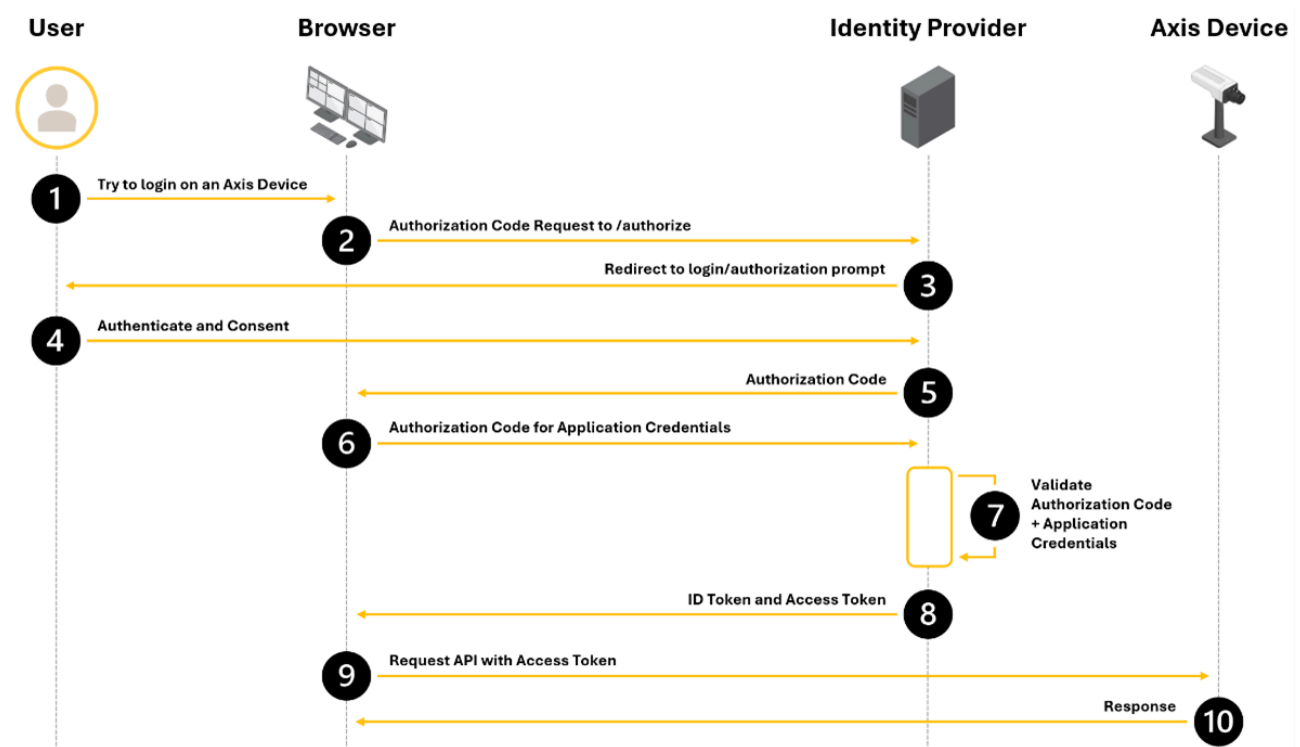 User
Browser
Identity Provider
Axis Device
1
Try to login on an Axis Device
2
Authorization Code Request to /authorize
Redirect to login/authorization prompt
3
4
Authenticate and Consent
Authorization Code
5
6
Authorization Code for Application Credentials
7
Validate
Authorization Code
+ Application
Credentials
ID Token and Access Token
8
9
Request API with Access Token
Response
10